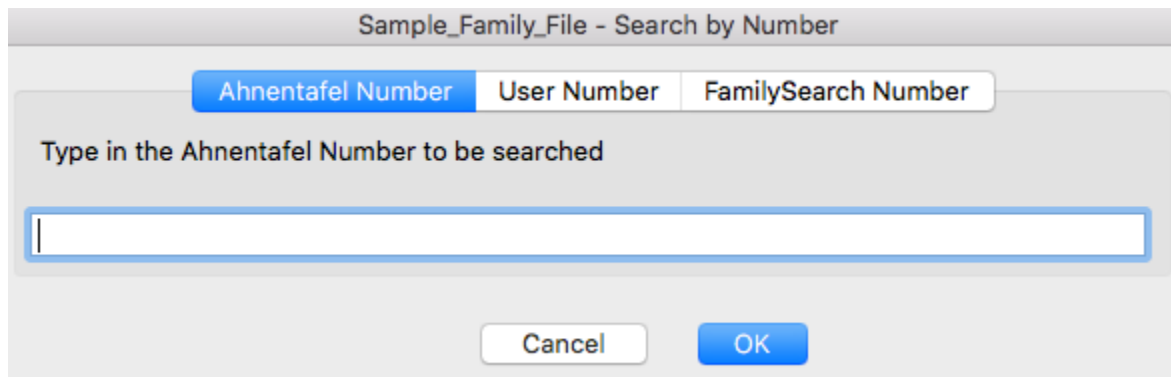 Sample_Family_File - Search by Number
Ahnentafel Number User Number FamilySearch Number
Type in the Ahnentafel Number to be searched
Cancel OK